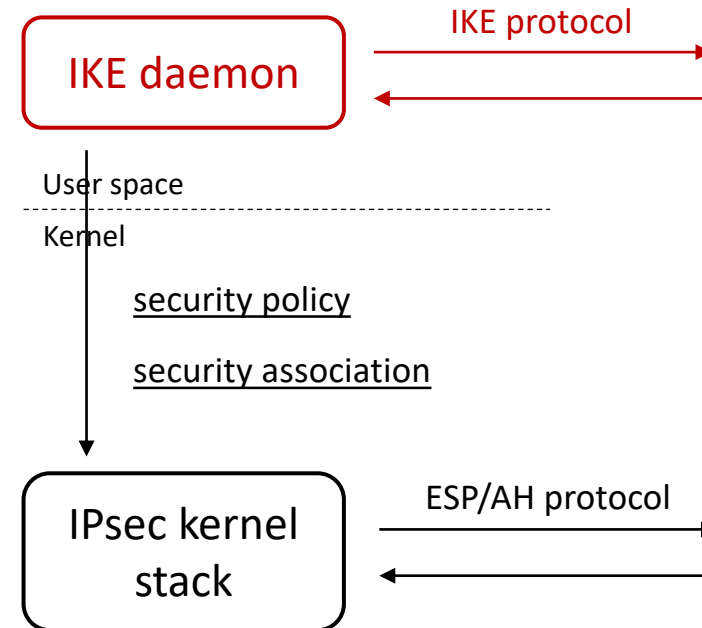 IKE protocol
IKE daemon
User space
Kernel
security policy
security association
ESP/AH protocol
IPsec kernel
stack